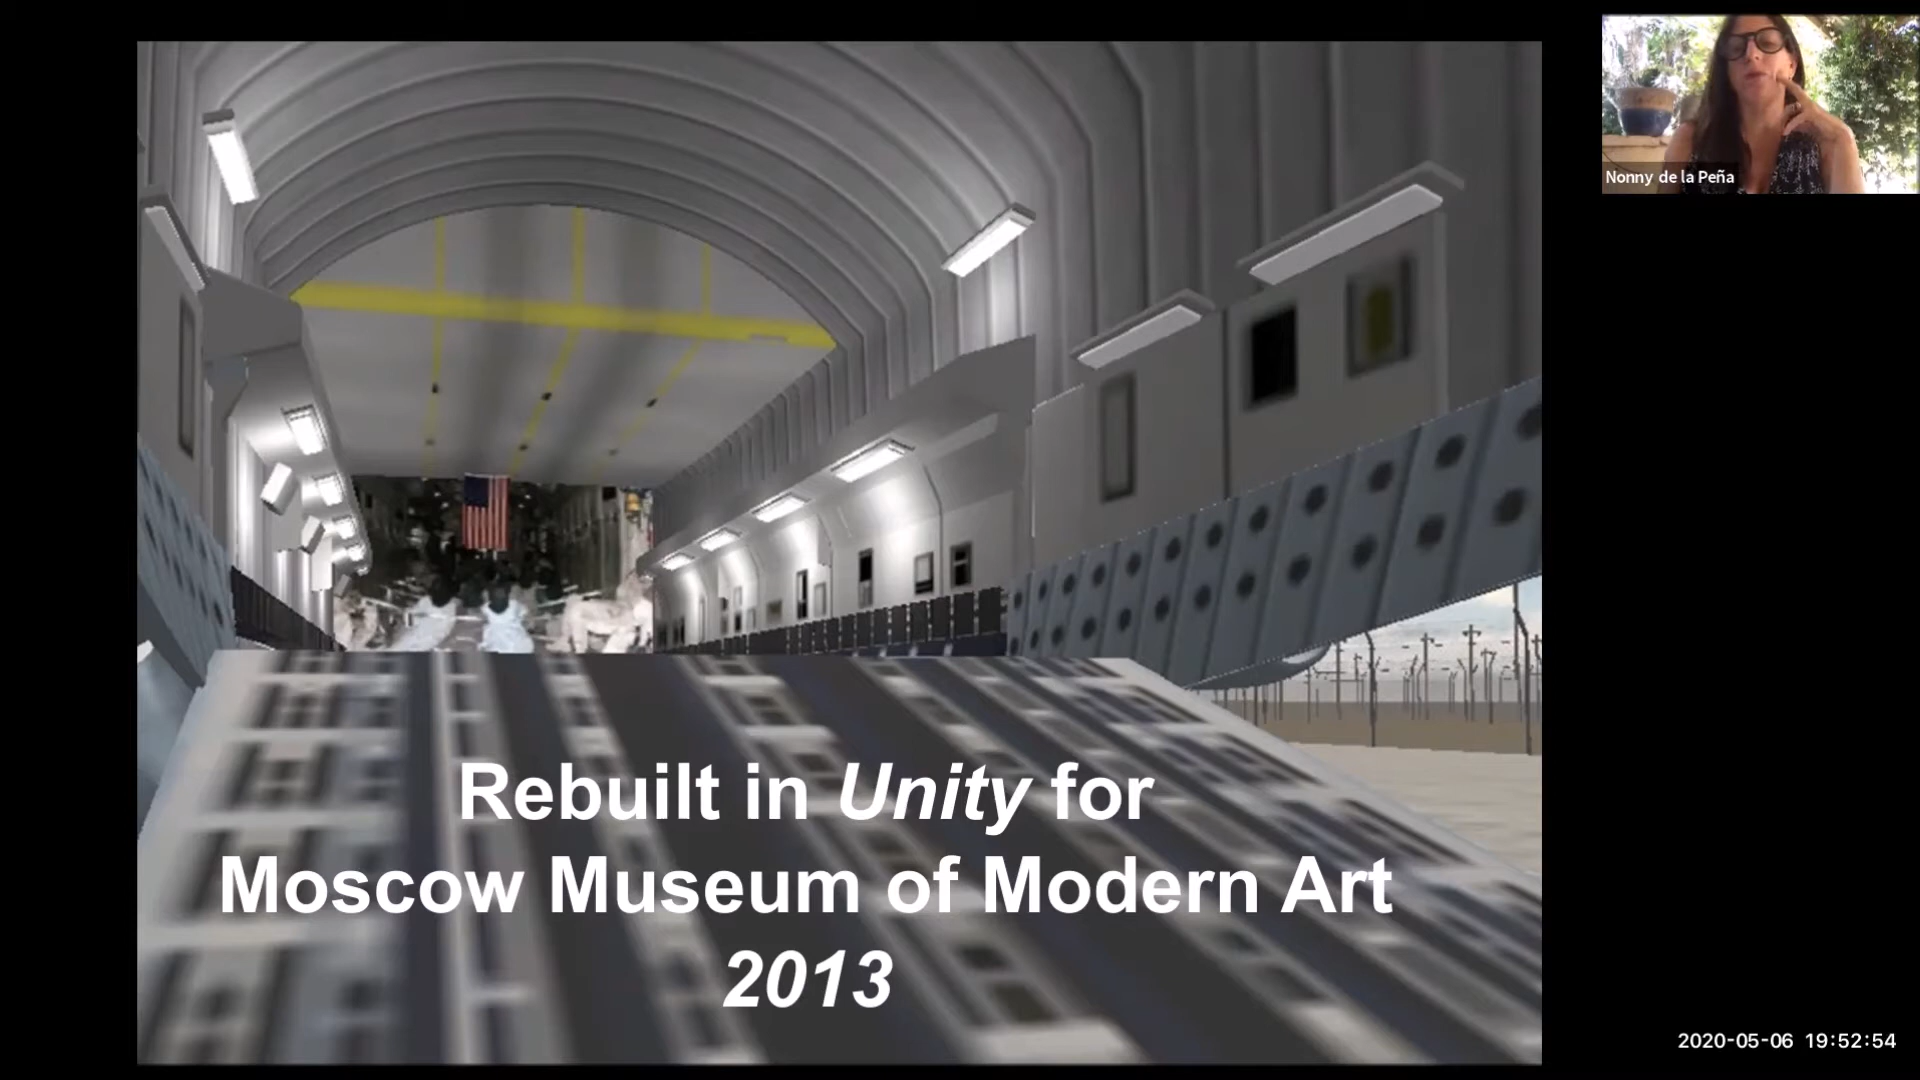 Nonny de la Peña
Rebuilt in Unity for
Moscow Museum of Modern Art
2013
2020-05-06 19:52:54